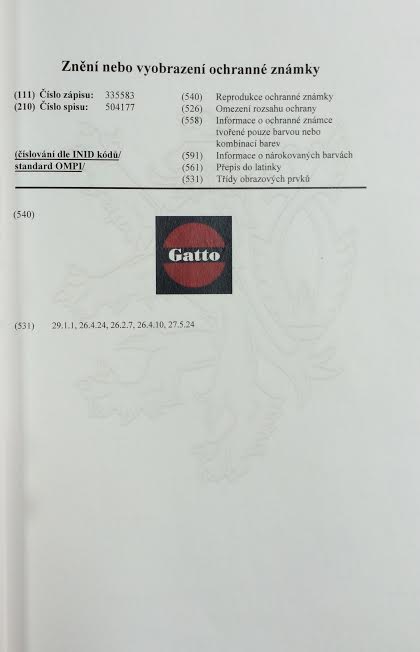 Znění nebo vyobrazení ochranné známky
(111) Číslo zápisu: 335583
(210) Číslo spisu: 504177
(číslování dle INID kódů/
standard OMPI/
(540) Reprodukce ochranné známky
(526) Omezení rozsahu ochrany
(558) Informace o ochranné známce
tvořené pouze barvou nebo
kombinací barev
(591) Informace o nárokovaných barvách
(561) Přepis do latinky
(531) Třídy obrazových prvků
(540)
Gatto
(531) 29.1.1, 26.4.24, 26.2.7, 26.4.10, 27.5.24